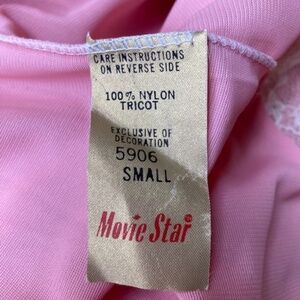 CARE INSTRUCTIONS
ON REVERSE SIDE
100% NYLON
TRICOT
EXCLUSIVE OF
DECORATION
5906
SMALL
Movie Star